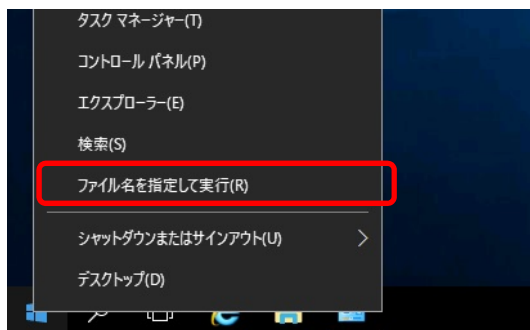 タスク マネージャー(T)
コントロール パネル(P)
エクスプローラー(E)
検索(S)
ファイル名を指定して実行(R)
シャットダウンまたはサインアウト(U)
デスクトップ(D)